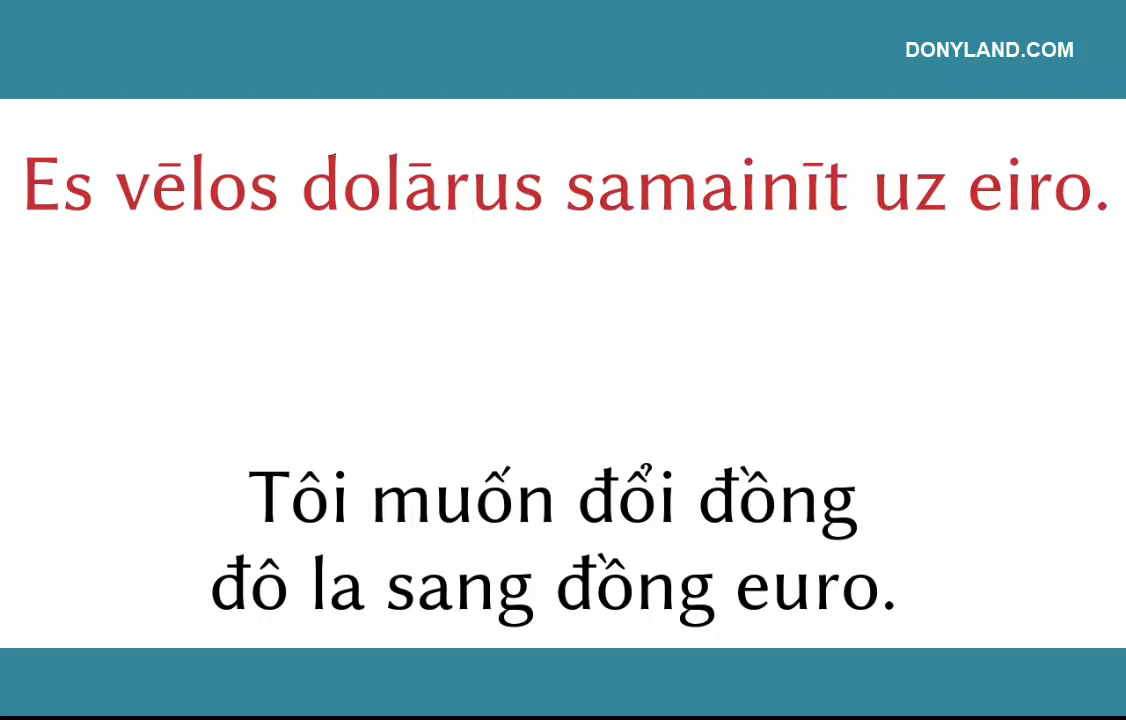 DONYLAND.COM
Es vēlos dolārus samainīt uz eiro.
Tôi muốn đổi đồng
đô la sang đồng euro.